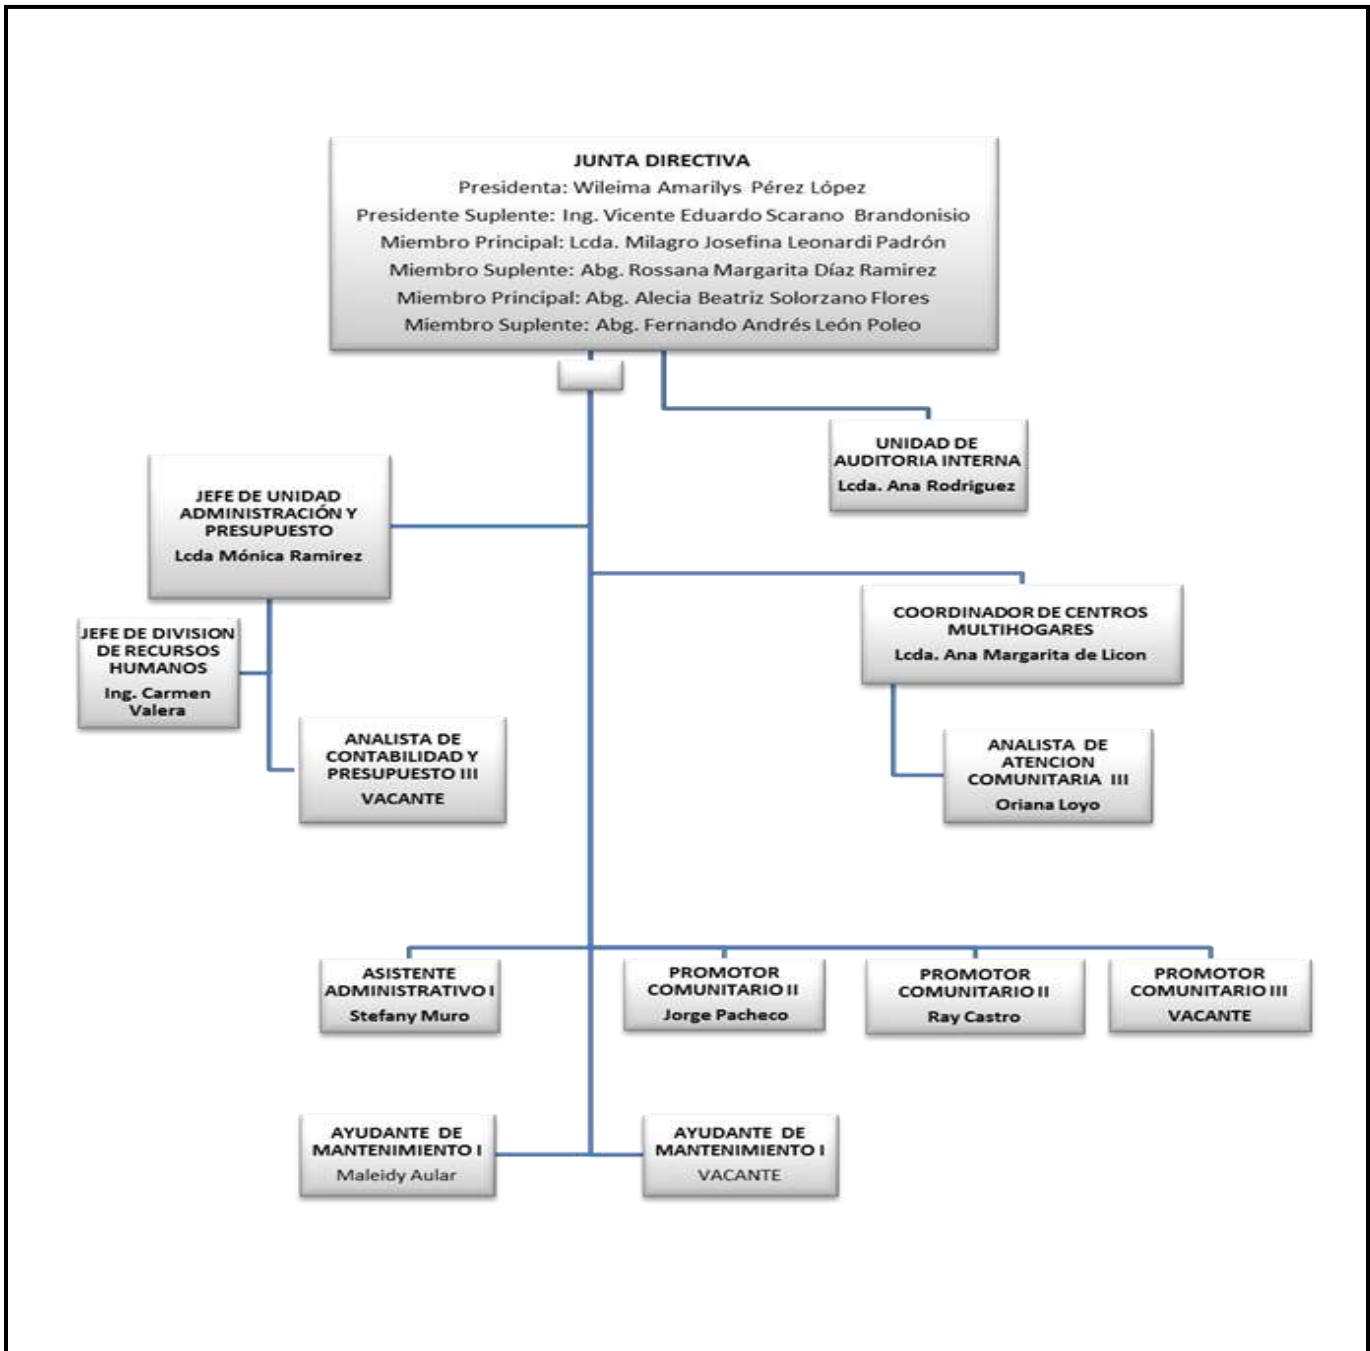 JUNTA DIRECTIVA
Presidenta: Wileima Amarilys Pérez López
Presidente Suplente: Ing. Vicente Eduardo Scarano Brandonisio
Miembro Principal: Lcda. Milagro Josefina Leonardi Padrón
Miembro Suplente: Abg. Rossana Margarita Díaz Ramirez
Miembro Principal: Abg. Alecia Beatriz Solorzano Flores
Miembro Suplente: Abg. Fernando Andrés León Poleo
UNIDAD DE
AUDITORIA INTERNA
Lcda. Ana Rodriguez
JEFE DE UNIDAD
ADMINISTRACIÓN Y
PRESUPUESTO
Lcda Mónica Ramirez
COORDINADOR DE CENTROS
MULTIHOGARES
Lcda. Ana Margarita de Licon
JEFE DE DIVISION
DE RECURSOS
HUMANOS
Ing. Carmen
Valera
ANALISTA DE
CONTABILIDAD Y
PRESUPUESTO III
VACANTE
ANALISTA DE
ATENCION
COMUNITARIA III
Oriana Loyo
ASISTENTE
ADMINISTRATIVO I
Stefany Muro
PROMOTOR
COMUNITARIO II
Jorge Pacheco
PROMOTOR
COMUNITARIO II
Ray Castro
PROMOTOR
COMUNITARIO III
VACANTE
AYUDANTE DE
MANTENIMIENTO I
Maleidy Aular
AYUDANTE DE
MANTENIMIENTO I
VACANTE